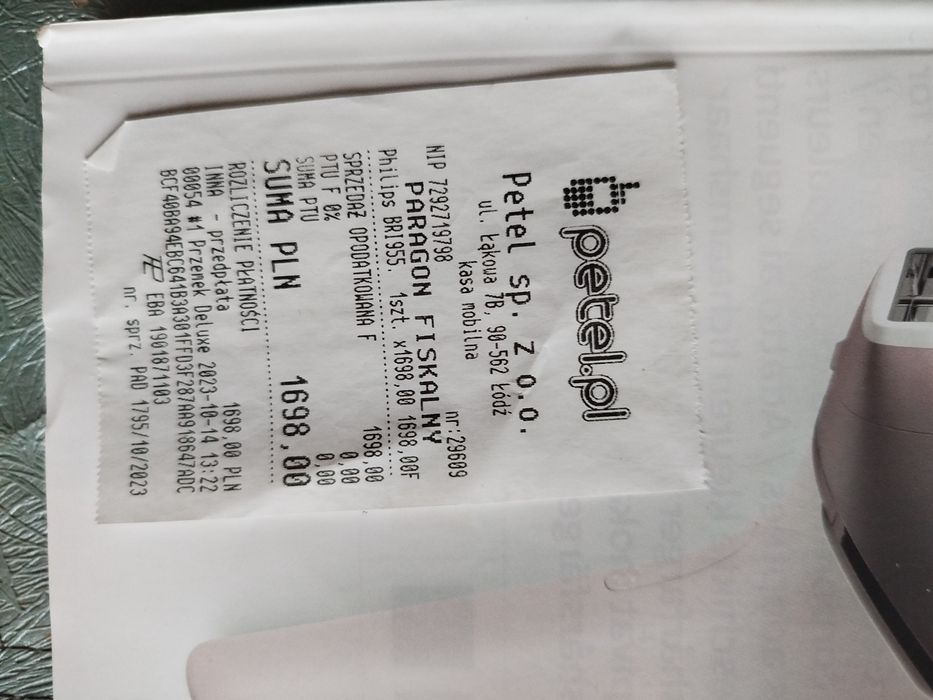 petel.pl
Petel sp. z o.o.
ul. Łąkowa 7B, 90-562 Łódź
kasa mobilna
NIP 7292719798 nr:29609
PARAGON FISKALNY
Philips BRI955. 1szt. x1698,00 1698,00F
SPRZEDAŻ OPODATKOWANA F 1698,00
PTU F 0% 0,00
SUMA PTU 0,00
SUMA PLN 1698,00
ROZLICZENIE PŁATNOŚCI
INNA - przedpłata 1698,00 PLN
00054 #1 Przemek Deluxe 2023-10-14 13:22
BCF4DBA94EBC641B3A301FFD3F287AA918647ADC
EBA 1901871103
nr. sprz. PAD 1795/10/2023